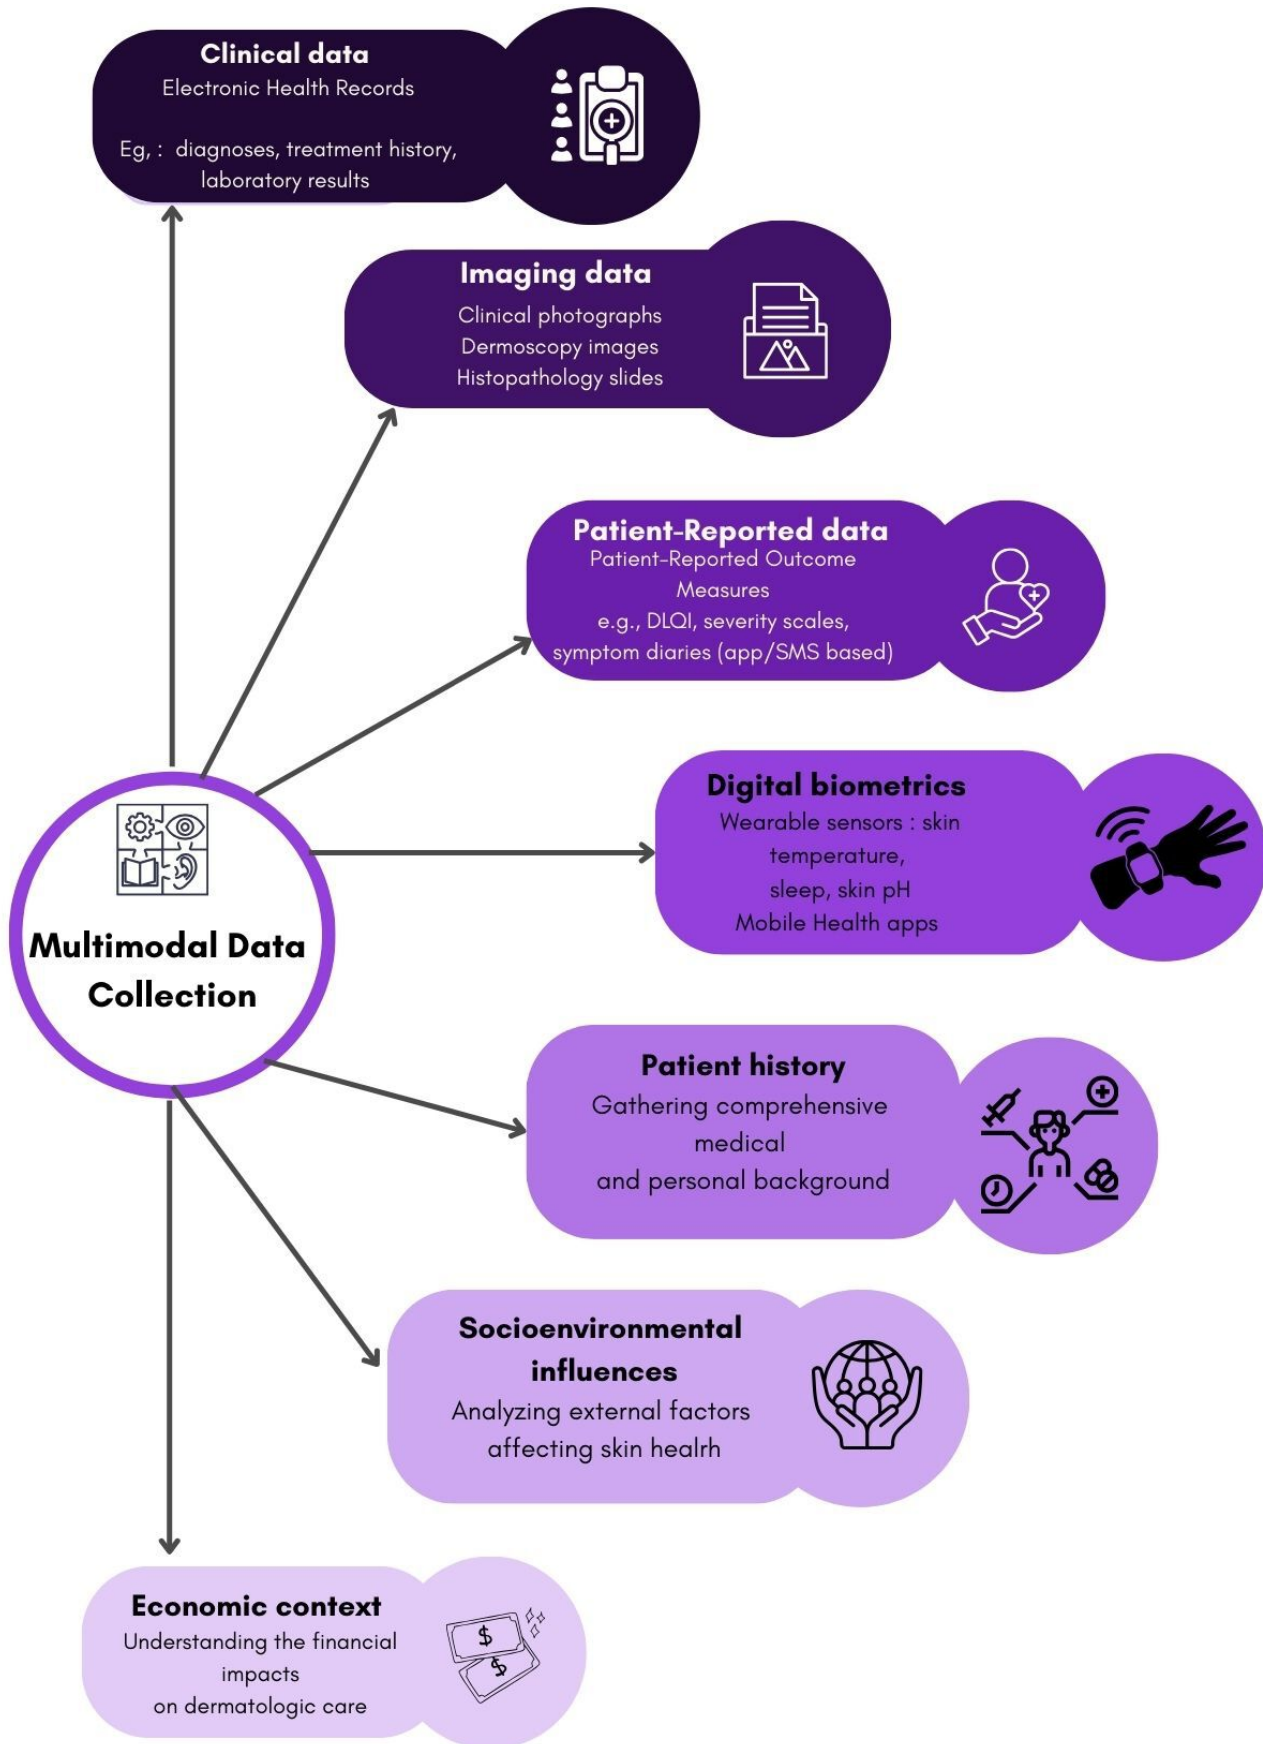 Clinical data
Electronic Health Records
Eg, : diagnoses, treatment history,
laboratory results
Imaging data
Clinical photographs
Dermoscopy images
Histopathology slides
Patient-Reported data
Patient-Reported Outcome
Measures
e.g., DLQI, severity scales,
symptom diaries (app/SMS based)
Digital biometrics
Wearable sensors : skin
temperature,
sleep, skin pH
Mobile Health apps
Multimodal Data
Collection
Patient history
Gathering comprehensive
medical
and personal background
Socioenvironmental
influences
Analyzing external factors
affecting skin healrh
Economic context
Understanding the financial
impacts
on dermatologic care
$
$